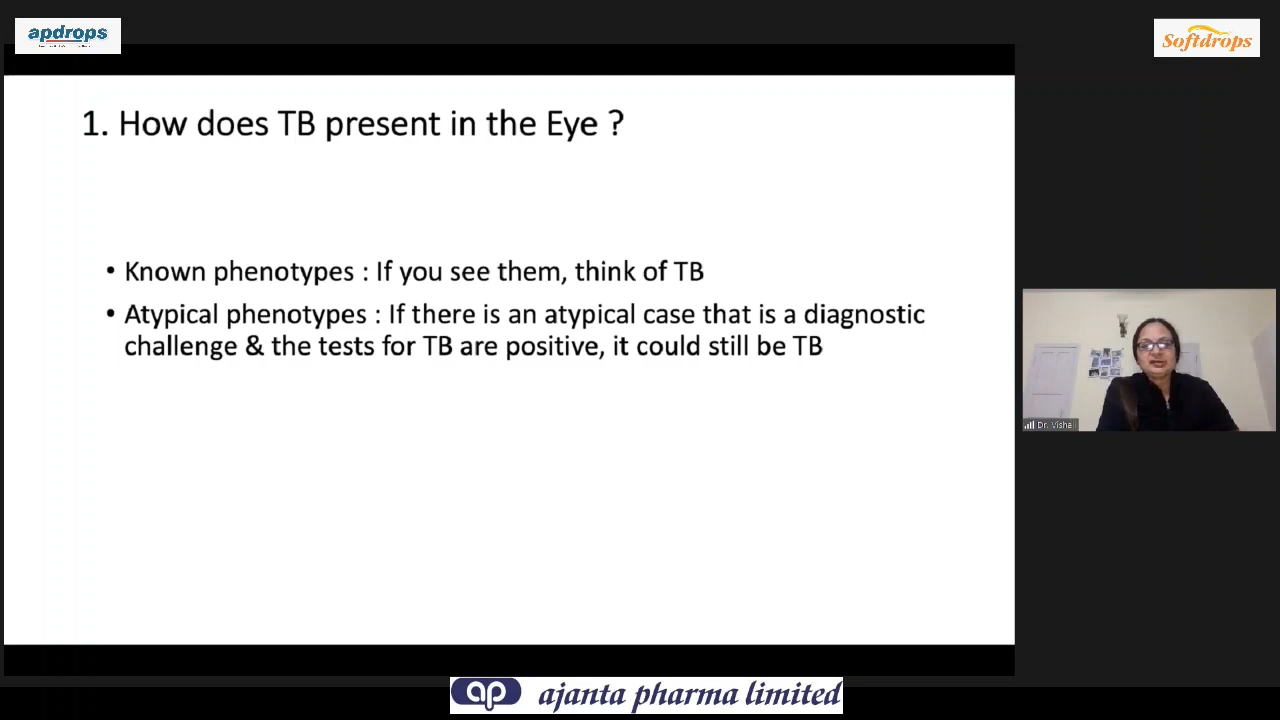 apdrops
Softdrops
1. How does TB present in the Eye ?
• Known phenotypes : If you see them, think of TB
• Atypical phenotypes : If there is an atypical case that is a diagnostic
challenge & the tests for TB are positive, it could still be TB
Dr. Vishali
ap ajanta pharma limited